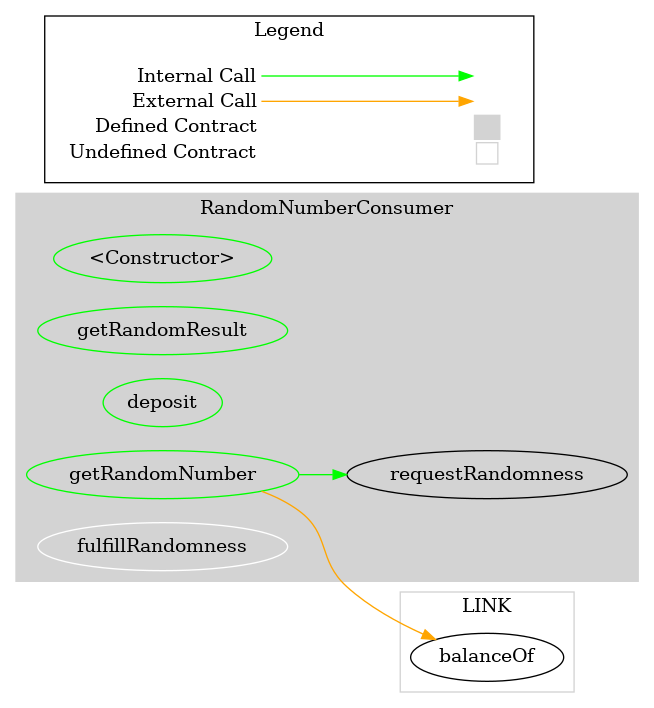 Legend
Internal Call
External Call
Defined Contract
Undefined Contract
RandomNumberConsumer
<Constructor>
getRandomResult
deposit
getRandomNumber
requestRandomness
fulfillRandomness
LINK
balanceOf